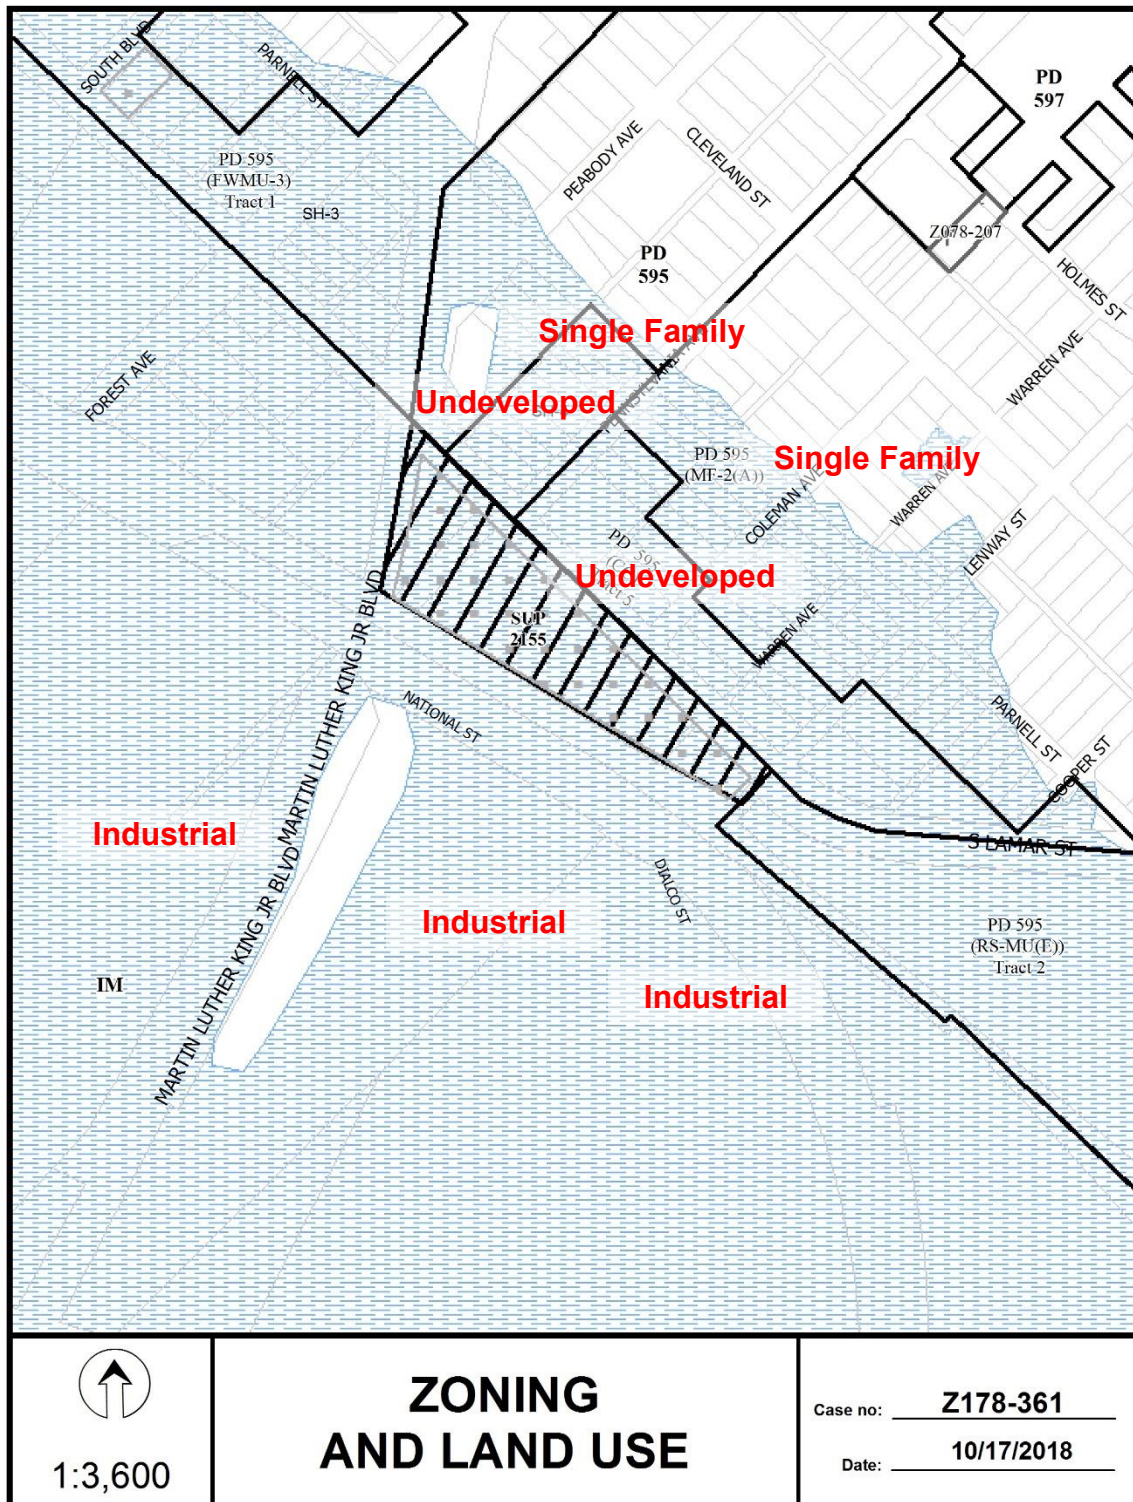 SOUTH BLVD
PARNELL ST
PD
597
PEABODY AVE
CLEVELAND ST
PD 595
(FWMU-3)
Tract 1
SH-3
Z078-207
PD
595
HOLMES ST
Single Family
WARREN AVE
FOREST AVE
Undeveloped
PD 595
(MF-2(A))
Single Family
COLEMAN AVE
WARREN AVE
LENWAY ST
PD 595
Undeveloped
SUP
2155
WARREN AVE
MARTIN LUTHER KING JR BLVD
NATIONAL ST
PARNELL ST
COOPER ST
Industrial
S LAMAR ST
DIALCO ST
Industrial
PD 595
(RS-MU(E))
Tract 2
IM
Industrial
MARTIN LUTHER KING JR BLVD
1:3,600
ZONING
AND LAND USE
Case no: Z178-361
Date: 10/17/2018